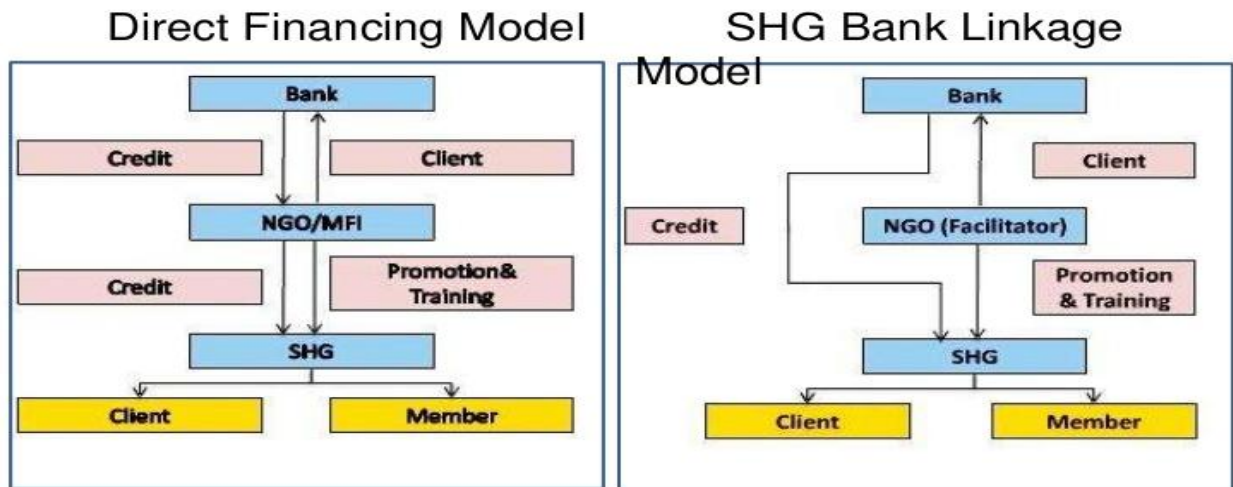 Direct Financing Model
Bank
Credit
Client
NGO/MFI
Credit
Promotion&
Training
SHG
Client
Member
SHG Bank Linkage
Model
Bank
Client
Credit
NGO (Facilitator)
Promotion
& Training
SHG
Client
Member